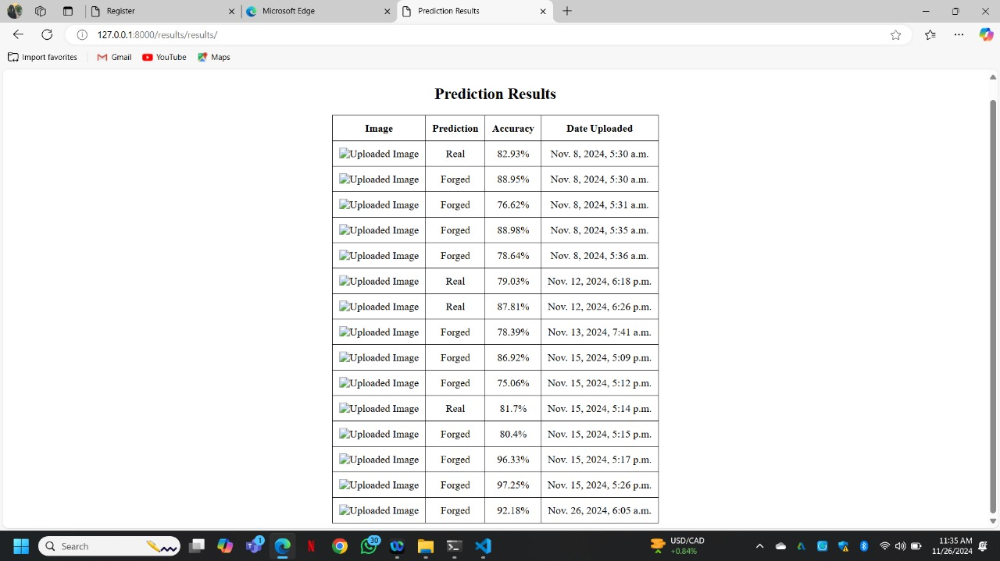 Register
Microsoft Edge
Prediction Results
127.0.0.1:8000/results/results/
Import favorites Gmail YouTube Maps
Prediction Results
Image Prediction Accuracy Date Uploaded
Uploaded Image Real 82.93% Nov. 8, 2024, 5:30 a.m.
Uploaded Image Forged 88.95% Nov. 8, 2024, 5:30 a.m.
Uploaded Image Forged 76.62% Nov. 8, 2024, 5:31 a.m.
Uploaded Image Forged 88.98% Nov. 8, 2024, 5:35 a.m.
Uploaded Image Forged 78.64% Nov. 8, 2024, 5:36 a.m.
Uploaded Image Real 79.03% Nov. 12, 2024, 6:18 p.m.
Uploaded Image Real 87.81% Nov. 12, 2024, 6:26 p.m.
Uploaded Image Forged 78.39% Nov. 13, 2024, 7:41 a.m.
Uploaded Image Forged 86.92% Nov. 15, 2024, 5:09 p.m.
Uploaded Image Forged 75.06% Nov. 15, 2024, 5:12 p.m.
Uploaded Image Real 81.7% Nov. 15, 2024, 5:14 p.m.
Uploaded Image Forged 80.4% Nov. 15, 2024, 5:15 p.m.
Uploaded Image Forged 96.33% Nov. 15, 2024, 5:17 p.m.
Uploaded Image Forged 97.25% Nov. 15, 2024, 5:26 p.m.
Uploaded Image Forged 92.18% Nov. 26, 2024, 6:05 a.m.
Search
1
30
USD/CAD
+0.84%
11:35 AM
11/26/2024